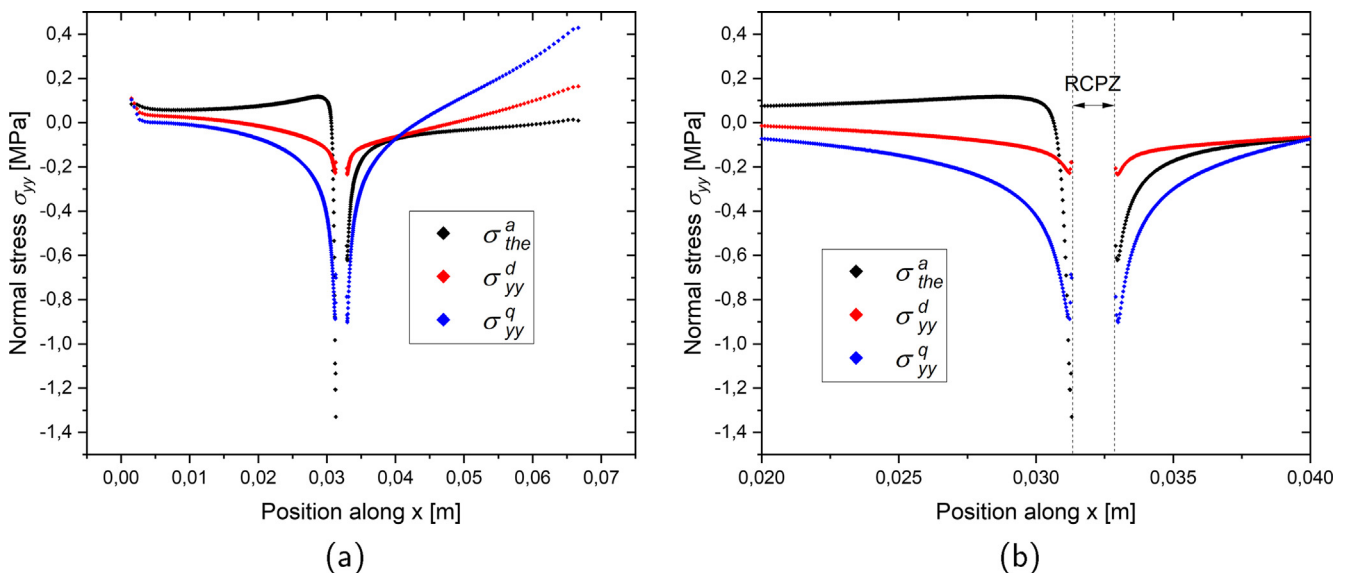 0,4
0,2
0,0
-0,2
-0,4
-0,6
-0,8
-1,0
-1,2
-1,4
Normal stress σyy [MPa]
σ^a_the
σ^d_yy
σ^q_yy
0,00 0,01 0,02 0,03 0,04 0,05 0,06 0,07
Position along x [m]
(a)
0,4
0,2
0,0
-0,2
-0,4
-0,6
-0,8
-1,0
-1,2
-1,4
Normal stress σyy [MPa]
RCPZ
σ^a_the
σ^d_yy
σ^q_yy
0,020 0,025 0,030 0,035 0,040
Position along x [m]
(b)